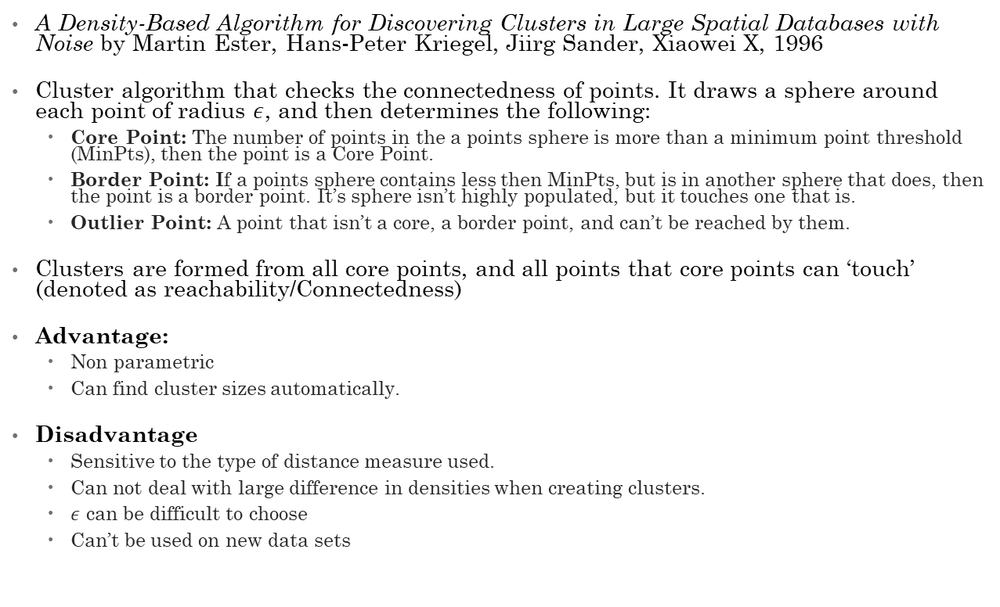 • A Density-Based Algorithm for Discovering Clusters in Large Spatial Databases with
Noise by Martin Ester, Hans-Peter Kriegel, Jiirg Sander, Xiaowei X, 1996
• Cluster algorithm that checks the connectedness of points. It draws a sphere around
each point of radius ϵ, and then determines the following:
• Core Point: The number of points in the a points sphere is more than a minimum point threshold
(MinPts), then the point is a Core Point.
• Border Point: If a points sphere contains less then MinPts, but is in another sphere that does, then
the point is a border point. It’s sphere isn’t highly populated, but it touches one that is.
• Outlier Point: A point that isn’t a core, a border point, and can’t be reached by them.
• Clusters are formed from all core points, and all points that core points can ‘touch’
(denoted as reachability/Connectedness)
• Advantage:
• Non parametric
• Can find cluster sizes automatically.
• Disadvantage
• Sensitive to the type of distance measure used.
• Can not deal with large difference in densities when creating clusters.
• ϵ can be difficult to choose
• Can’t be used on new data sets